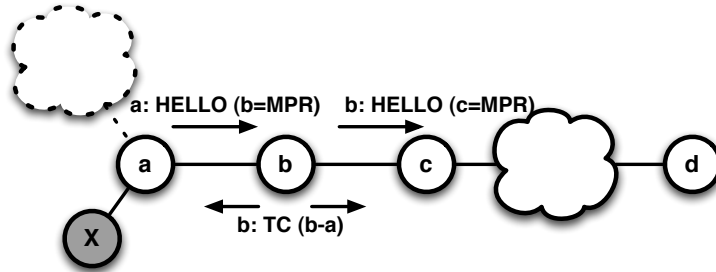 a: HELLO (b=MPR) b: HELLO (c=MPR)
a b c d
b: TC (b-a)
X